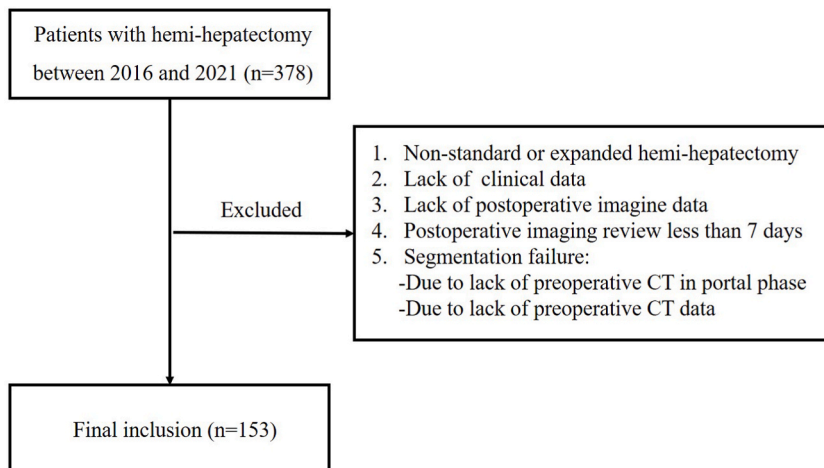 Patients with hemi-hepatectomy
between 2016 and 2021 (n=378)
Excluded
1. Non-standard or expanded hemi-hepatectomy
2. Lack of clinical data
3. Lack of postoperative imagine data
4. Postoperative imaging review less than 7 days
5. Segmentation failure:
-Due to lack of preoperative CT in portal phase
-Due to lack of preoperative CT data
Final inclusion (n=153)